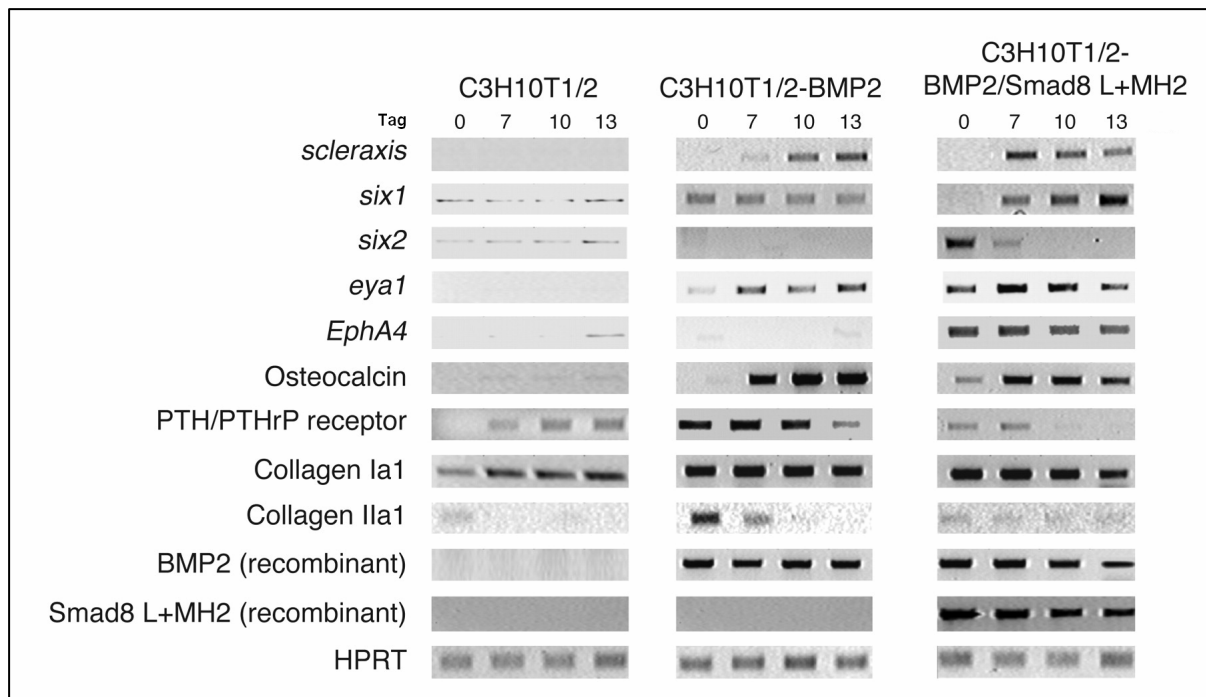 C3H10T1/2
C3H10T1/2-BMP2
C3H10T1/2-
BMP2/Smad8 L+MH2
Tag 0 7 10 13 0 7 10 13 0 7 10 13
scleraxis
six1
six2
eya1
EphA4
Osteocalcin
PTH/PTHrP receptor
Collagen Ia1
Collagen IIa1
BMP2 (recombinant)
Smad8 L+MH2 (recombinant)
HPRT